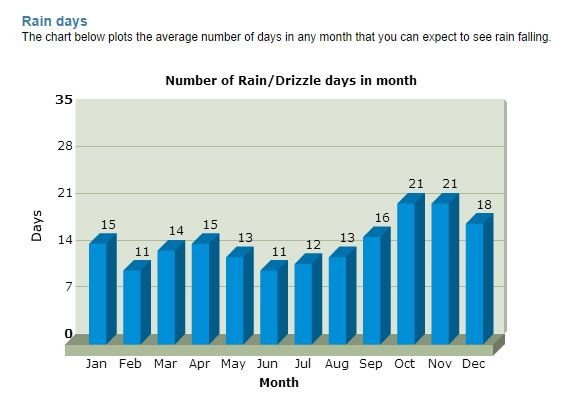 Rain days
The chart below plots the average number of days in any month that you can expect to see rain falling.
Number of Rain/Drizzle days in month
35
28
21
14
7
0
Days
15 11 14 15 13 11 12 13 16 21 21 18
Jan Feb Mar Apr May Jun Jul Aug Sep Oct Nov Dec
Month